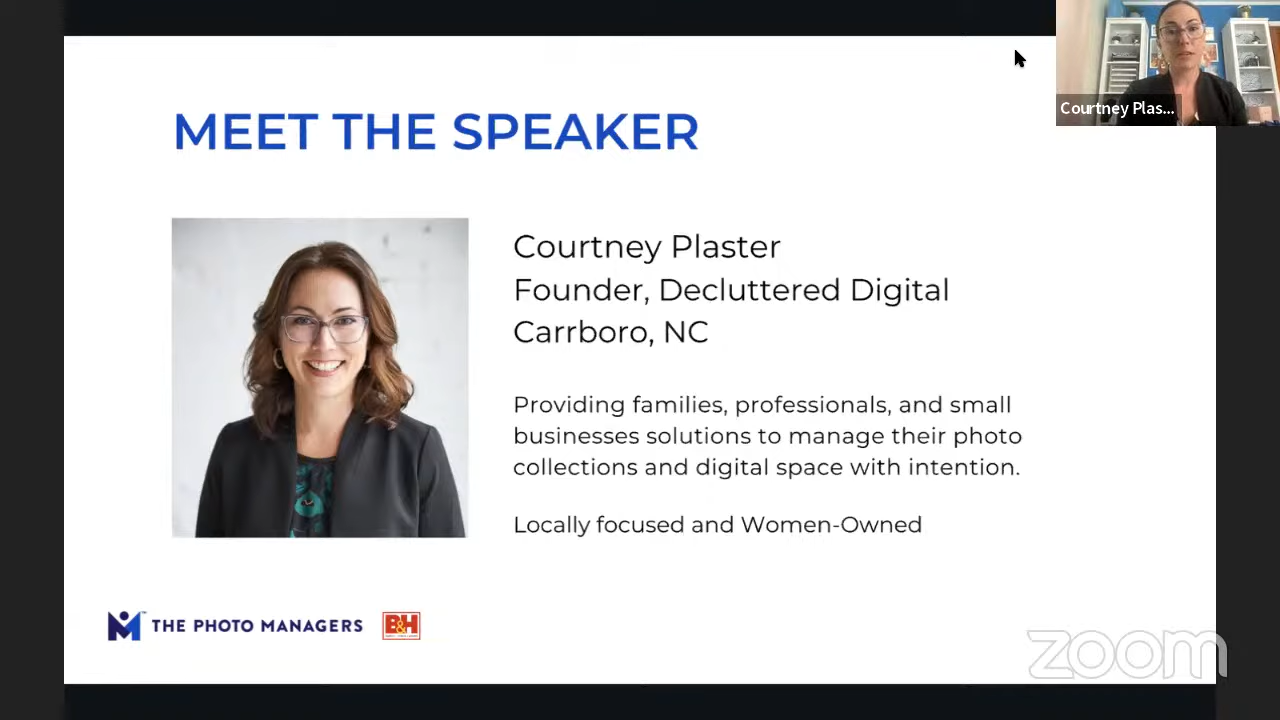 MEET THE SPEAKER
Courtney Plas...
Courtney Plaster
Founder, Decluttered Digital
Carrboro, NC
Providing families, professionals, and small
businesses solutions to manage their photo
collections and digital space with intention.
Locally focused and Women-Owned
THE PHOTO MANAGERS
B&H
zoom